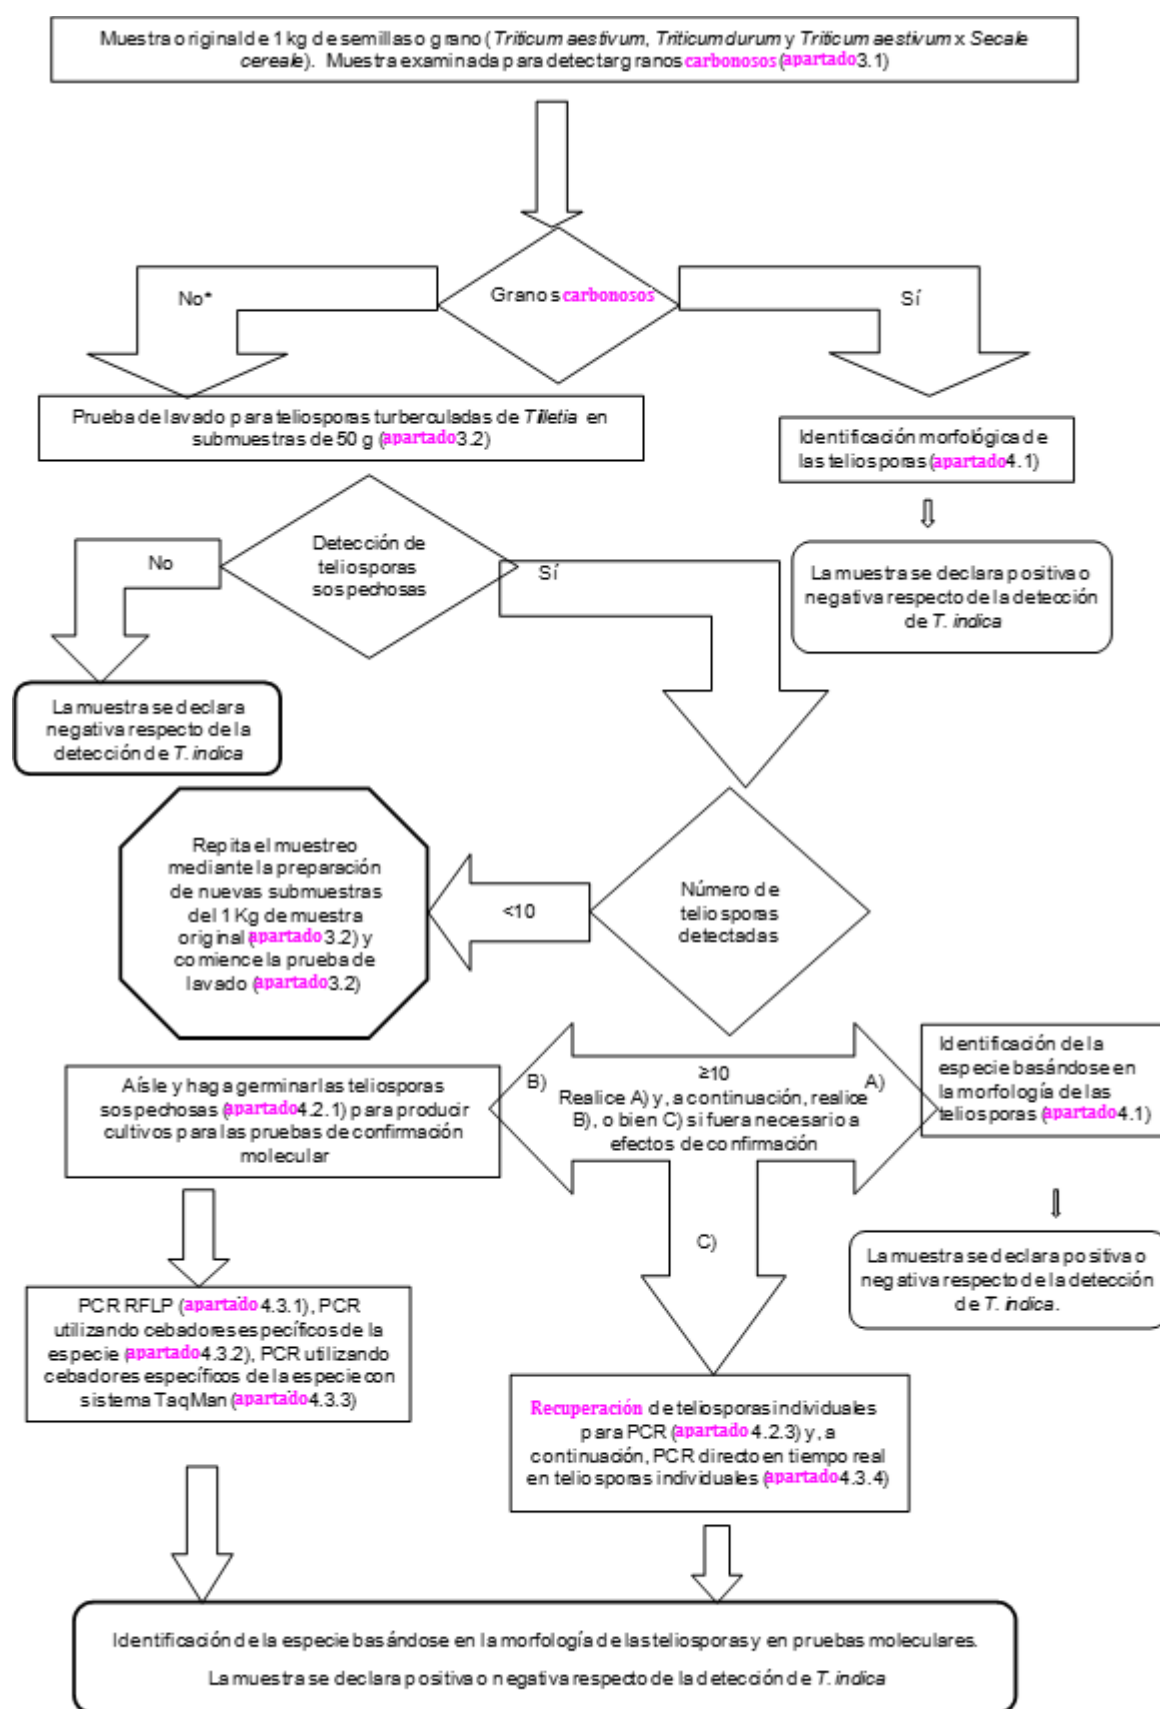 Muestra original de 1 kg de semillas o grano (Triticum aestivum, Triticum durum y Triticum aestivum x Secale
cereale). Muestra examinada para detectar granos carbonosos (apartado 3.1)
Granos carbonosos
No*
Sí
Prueba de lavado para teliosporas turberculadas de Tilletia en
submuestras de 50 g (apartado 3.2)
Identificación morfológica de
las teliosporas (apartado 4.1)
Detección de
teliosporas
sospechosas
No
Sí
La muestra se declara positiva o
negativa respecto de la detección
de T. indica
La muestra se declara
negativa respecto de la
detección de T. indica
Repita el muestreo
mediante la preparación
de nuevas submuestras
del 1 Kg de muestra
original (apartado 3.2) y
comience la prueba de
lavado (apartado 3.2)
<10
Número de
teliosporas
detectadas
Aísle y haga germinar las teliosporas
sospechosas (apartado 4.2.1) para producir
cultivos para las pruebas de confirmación
molecular
B)
≥10
Realice A) y, a continuación, realice
B), o bien C) si fuera necesario a
efectos de confirmación
A)
Identificación de la
especie basándose en
la morfología de las
teliosporas (apartado 4.1)
C)
La muestra se declara positiva o
negativa respecto de la detección
de T. indica.
PCR RFLP (apartado 4.3.1), PCR
utilizando cebadores específicos de la
especie (apartado 4.3.2), PCR utilizando
cebadores específicos de la especie con
sistema TaqMan (apartado 4.3.3)
Recuperación de teliosporas individuales
para PCR (apartado 4.2.3) y, a
continuación, PCR directo en tiempo real
en teliosporas individuales (apartado 4.3.4)
Identificación de la especie basándose en la morfología de las teliosporas y en pruebas moleculares.
La muestra se declara positiva o negativa respecto de la detección de T. indica